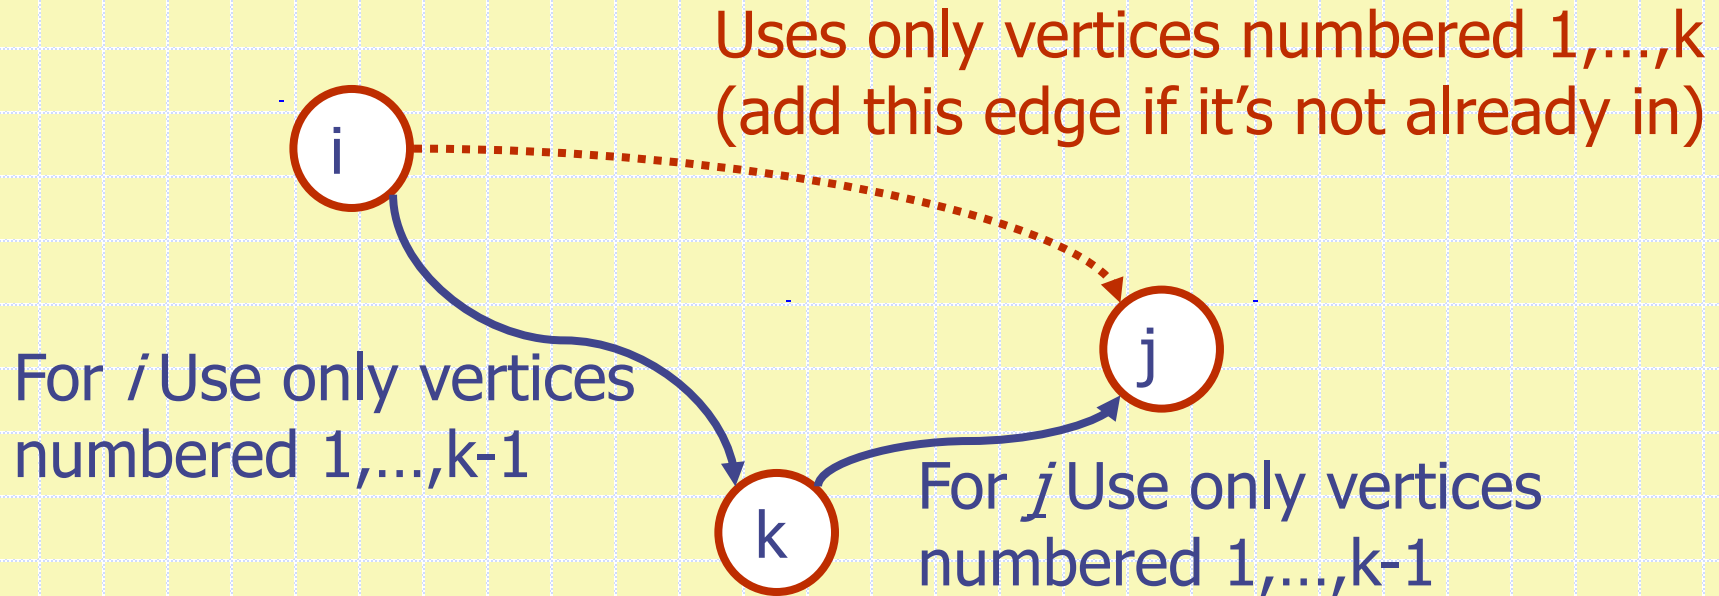 Uses only vertices numbered 1,…,k
(add this edge if it’s not already in)
i
j
For i Use only vertices
numbered 1,…,k-1
k
For j Use only vertices
numbered 1,…,k-1